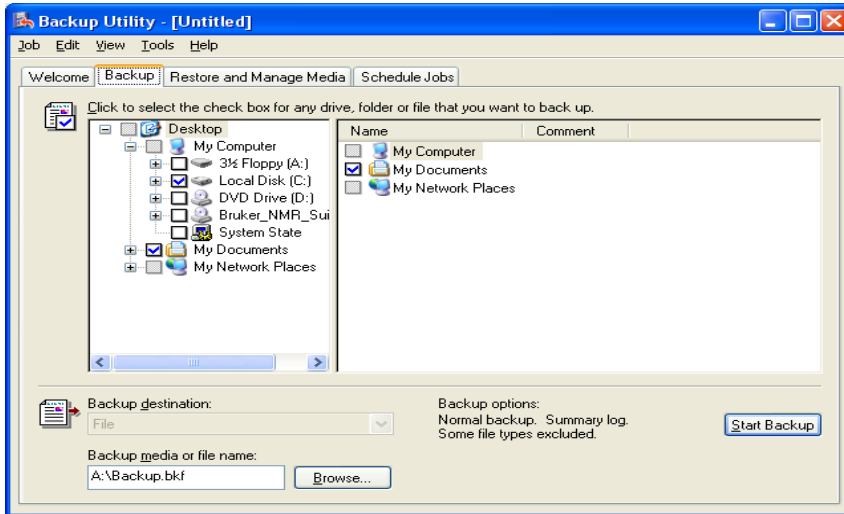 Backup Utility - [Untitled]
Job Edit View Tools Help
Welcome Backup Restore and Manage Media Schedule Jobs
Click to select the check box for any drive, folder or file that you want to back up.
Desktop
My Computer
3½ Floppy (A:)
Local Disk (C:)
DVD Drive (D:)
Bruker_NMR_Sui
System State
My Documents
My Network Places
Name Comment
My Computer
My Documents
My Network Places
Backup destination:
File
Backup media or file name:
A:\Backup.bkf
Browse...
Backup options:
Normal backup. Summary log.
Some file types excluded.
Start Backup